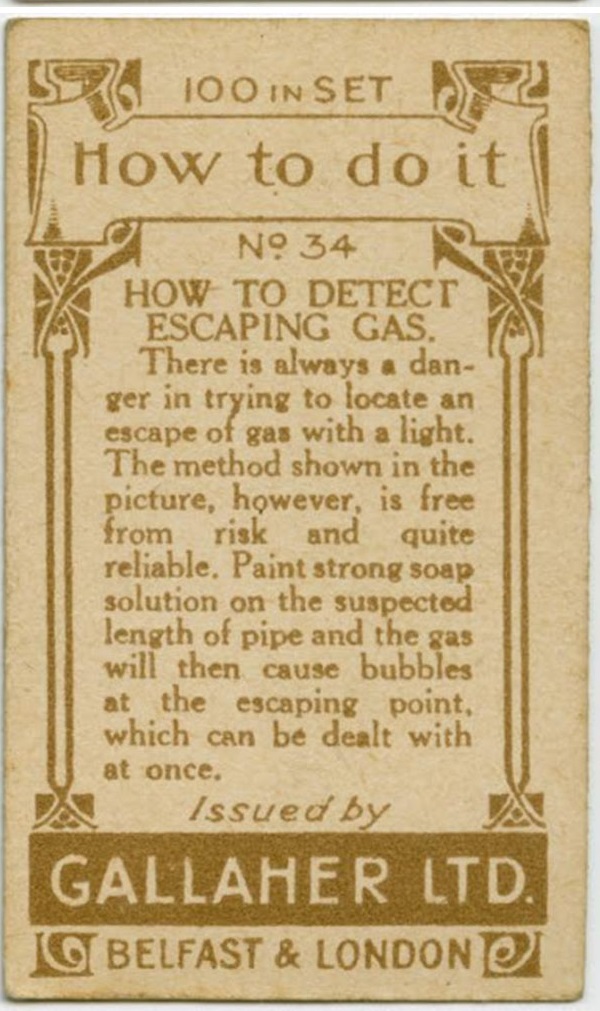 100 IN SET
How to do it
Nº 34
HOW TO DETECT
ESCAPING GAS.
There is always a dan-
ger in trying to locate an
escape of gas with a light.
The method shown in the
picture, however, is free
from risk and quite
reliable. Paint strong soap
solution on the suspected
length of pipe and the gas
will then cause bubbles
at the escaping point,
which can be dealt with
at once.
Issued by
GALLAHER LTD.
BELFAST & LONDON